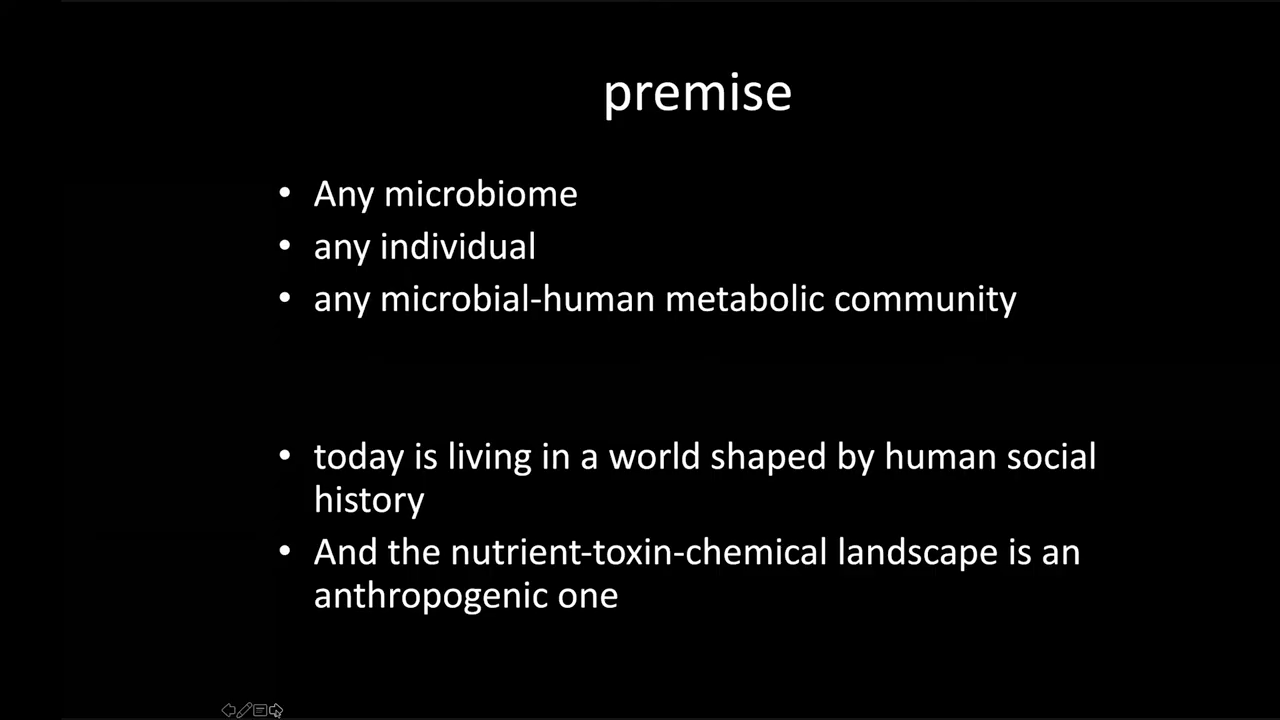 premise
• Any microbiome
• any individual
• any microbial-human metabolic community
• today is living in a world shaped by human social
history
• And the nutrient-toxin-chemical landscape is an
anthropogenic one